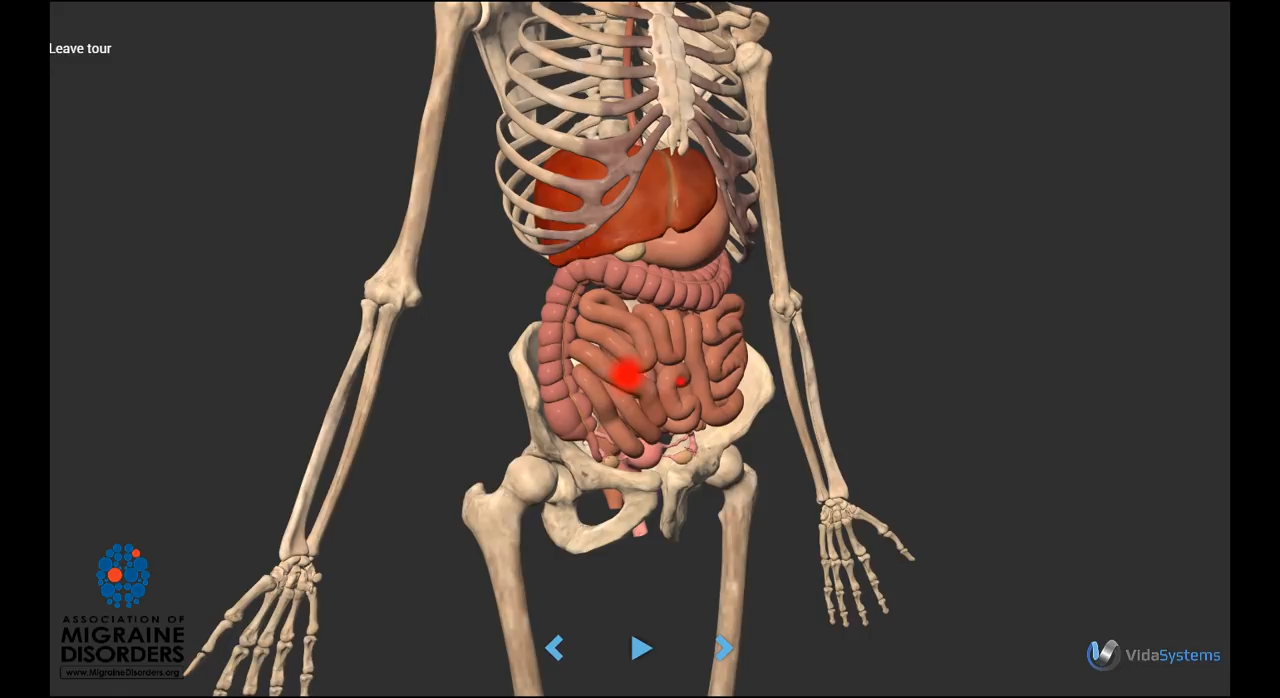 Leave tour
ASSOCIATION OF
MIGRAINE
DISORDERS
www.MigraineDisorders.org
VidaSystems